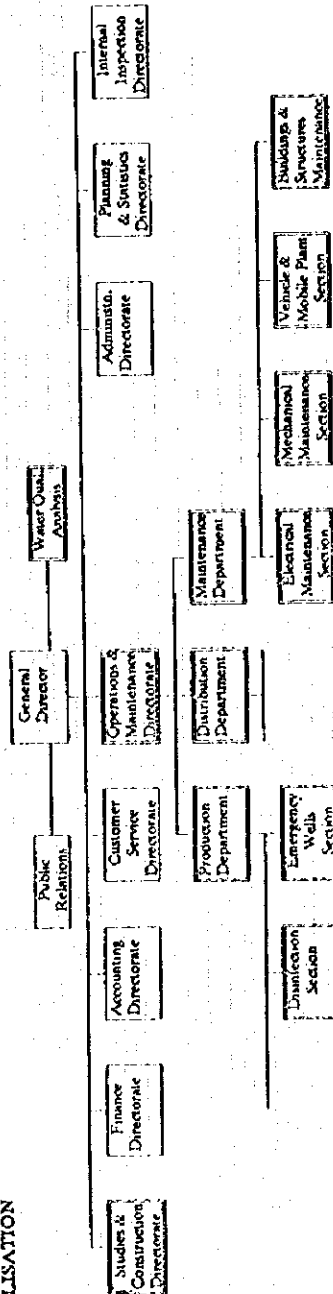 LISATION
General
Director
Public
Relations
Water Qual.
Analysis
Studies &
Construction
Directorate
Finance
Directorate
Accounting
Directorate
Customer
Service
Directorate
Operations &
Maintenance
Directorate
Administn.
Directorate
Planning
& Statistics
Directorate
Internal
Inspection
Directorate
Production
Department
Distribution
Department
Maintenance
Department
Disinfection
Section
Emergency
Wells
Section
Electrical
Maintenance
Section
Mechanical
Maintenance
Section
Vehicle &
Mobile Plant
Section
Buildings &
Structures
Maintenance